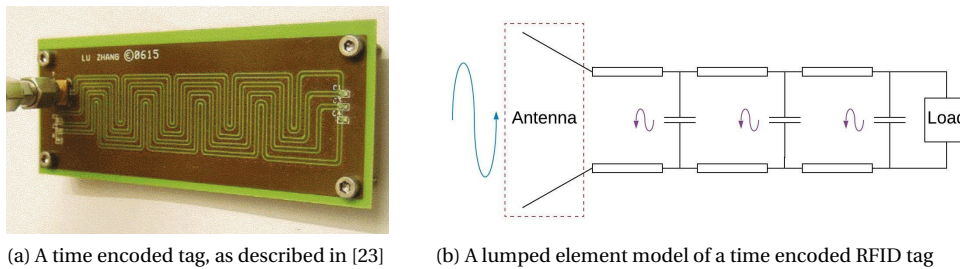 LU ZHANG ©0615
Antenna
Load
(a) A time encoded tag, as described in [23]
(b) A lumped element model of a time encoded RFID tag